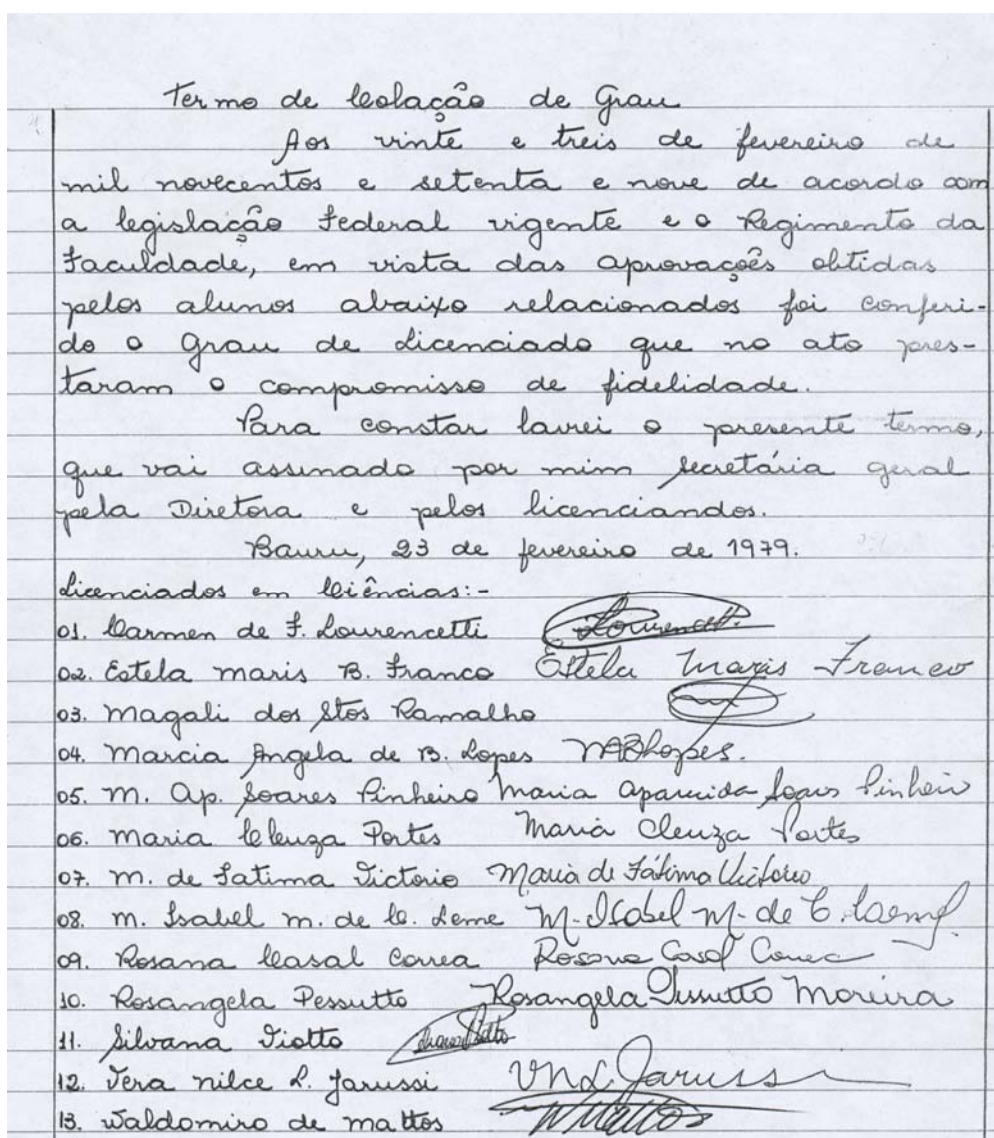 Termo de Colação de Grau
Aos vinte e treis de fevereiro de
mil novecentos e setenta e nove de acordo com
a legislação Federal vigente e o Regimento da
Faculdade, em vista das aprovações obtidas
pelos alunos abaixo relacionados foi conferi-
do o Grau de Licenciado que no ato pres-
taram o compromisso de fidelidade.
Para constar lavrei o presente termo,
que vai assinado por mim secretária geral
pela Diretora e pelos licenciandos.
Bauru, 23 de fevereiro de 1979.
Licenciados em Ciências:-
01. Carmen de F. Lourencetti Lourencetti
02. Estela Maris B. Franco Estela Maris Franco
03. Magali dos Stos Ramalho
04. Marcia Angela de B. Lopes MABLopes.
05. M. Ap. Soares Pinheiro Maria Aparecida Soares Pinheiro
06. Maria Cleuza Portes Maria Cleuza Portes
07. M. de Fatima Victorio Maria de Fátima Victorio
08. M. Isabel M. de C. Leme M. Isabel M. de C. Leme
09. Rosana Casal Correa Rosana Casal Correa
10. Rosangela Pessutto Rosangela Pessutto Moreira
11. Silvana Viotto
12. Vera Nilce L. Jarussi VNL Jarussi
13. Waldomiro de Mattos WMattos